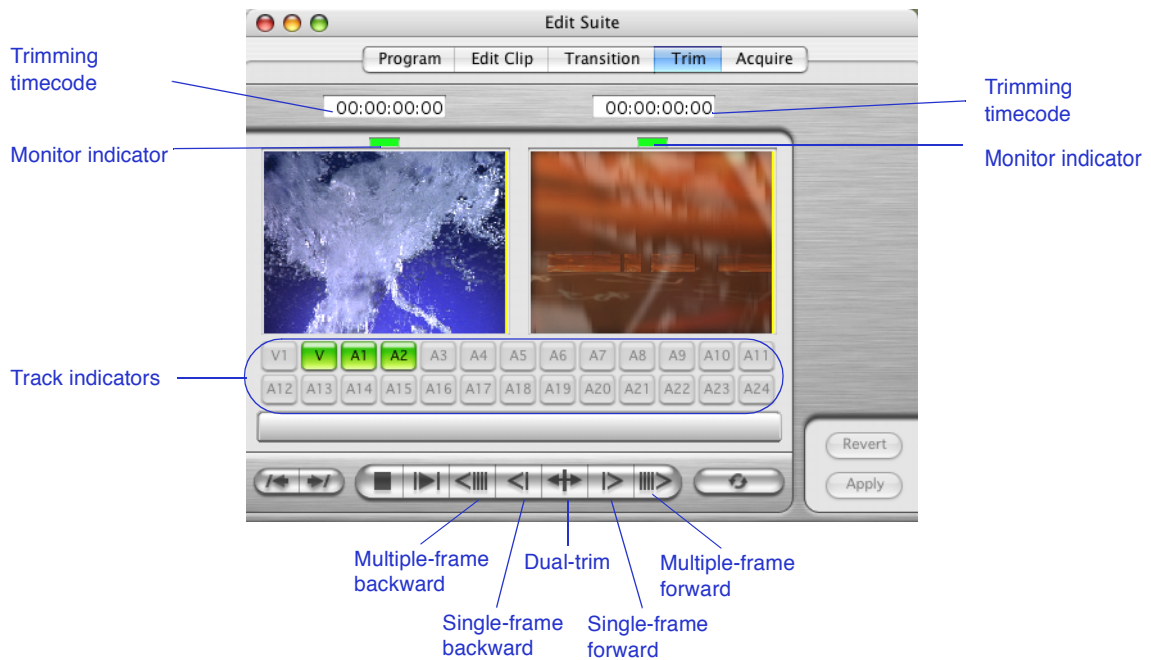 Edit Suite
Program Edit Clip Transition Trim Acquire
Trimming
timecode
00:00:00:00 00:00:00:00
Trimming
timecode
Monitor indicator
Monitor indicator
V1 V A1 A2 A3 A4 A5 A6 A7 A8 A9 A10 A11
Track indicators
A12 A13 A14 A15 A16 A17 A18 A19 A20 A21 A22 A23 A24
Revert
Apply
Multiple-frame
backward
Dual-trim
Multiple-frame
forward
Single-frame
backward
Single-frame
forward